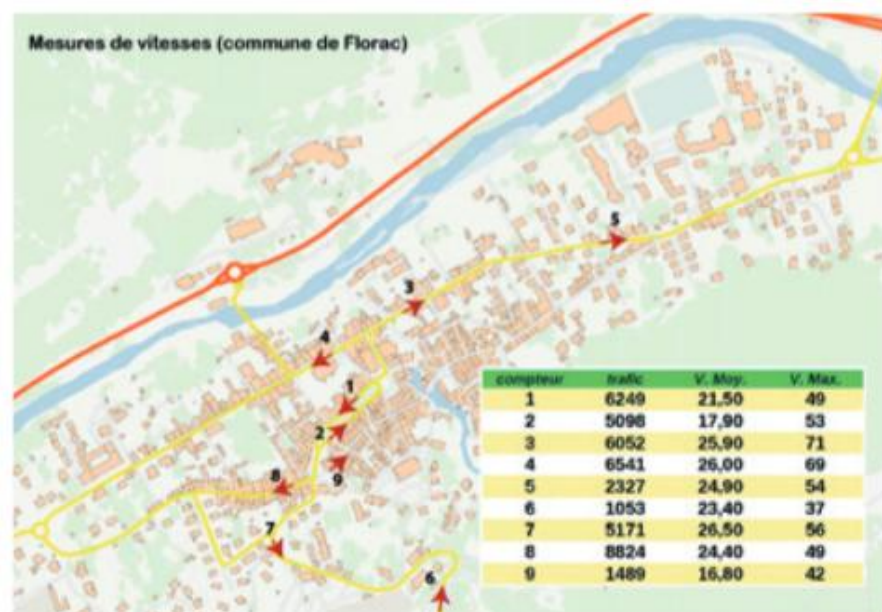 Mesures de vitesses (commune de Florac)
5
3
4
1
2
8
9
7
6
compteur trafic V. Moy. V. Max.
1 6249 21,50 49
2 5098 17,90 53
3 6052 25,90 71
4 6541 26,00 69
5 2327 24,90 54
6 1053 23,40 37
7 5171 26,50 56
8 8824 24,40 49
9 1489 16,80 42